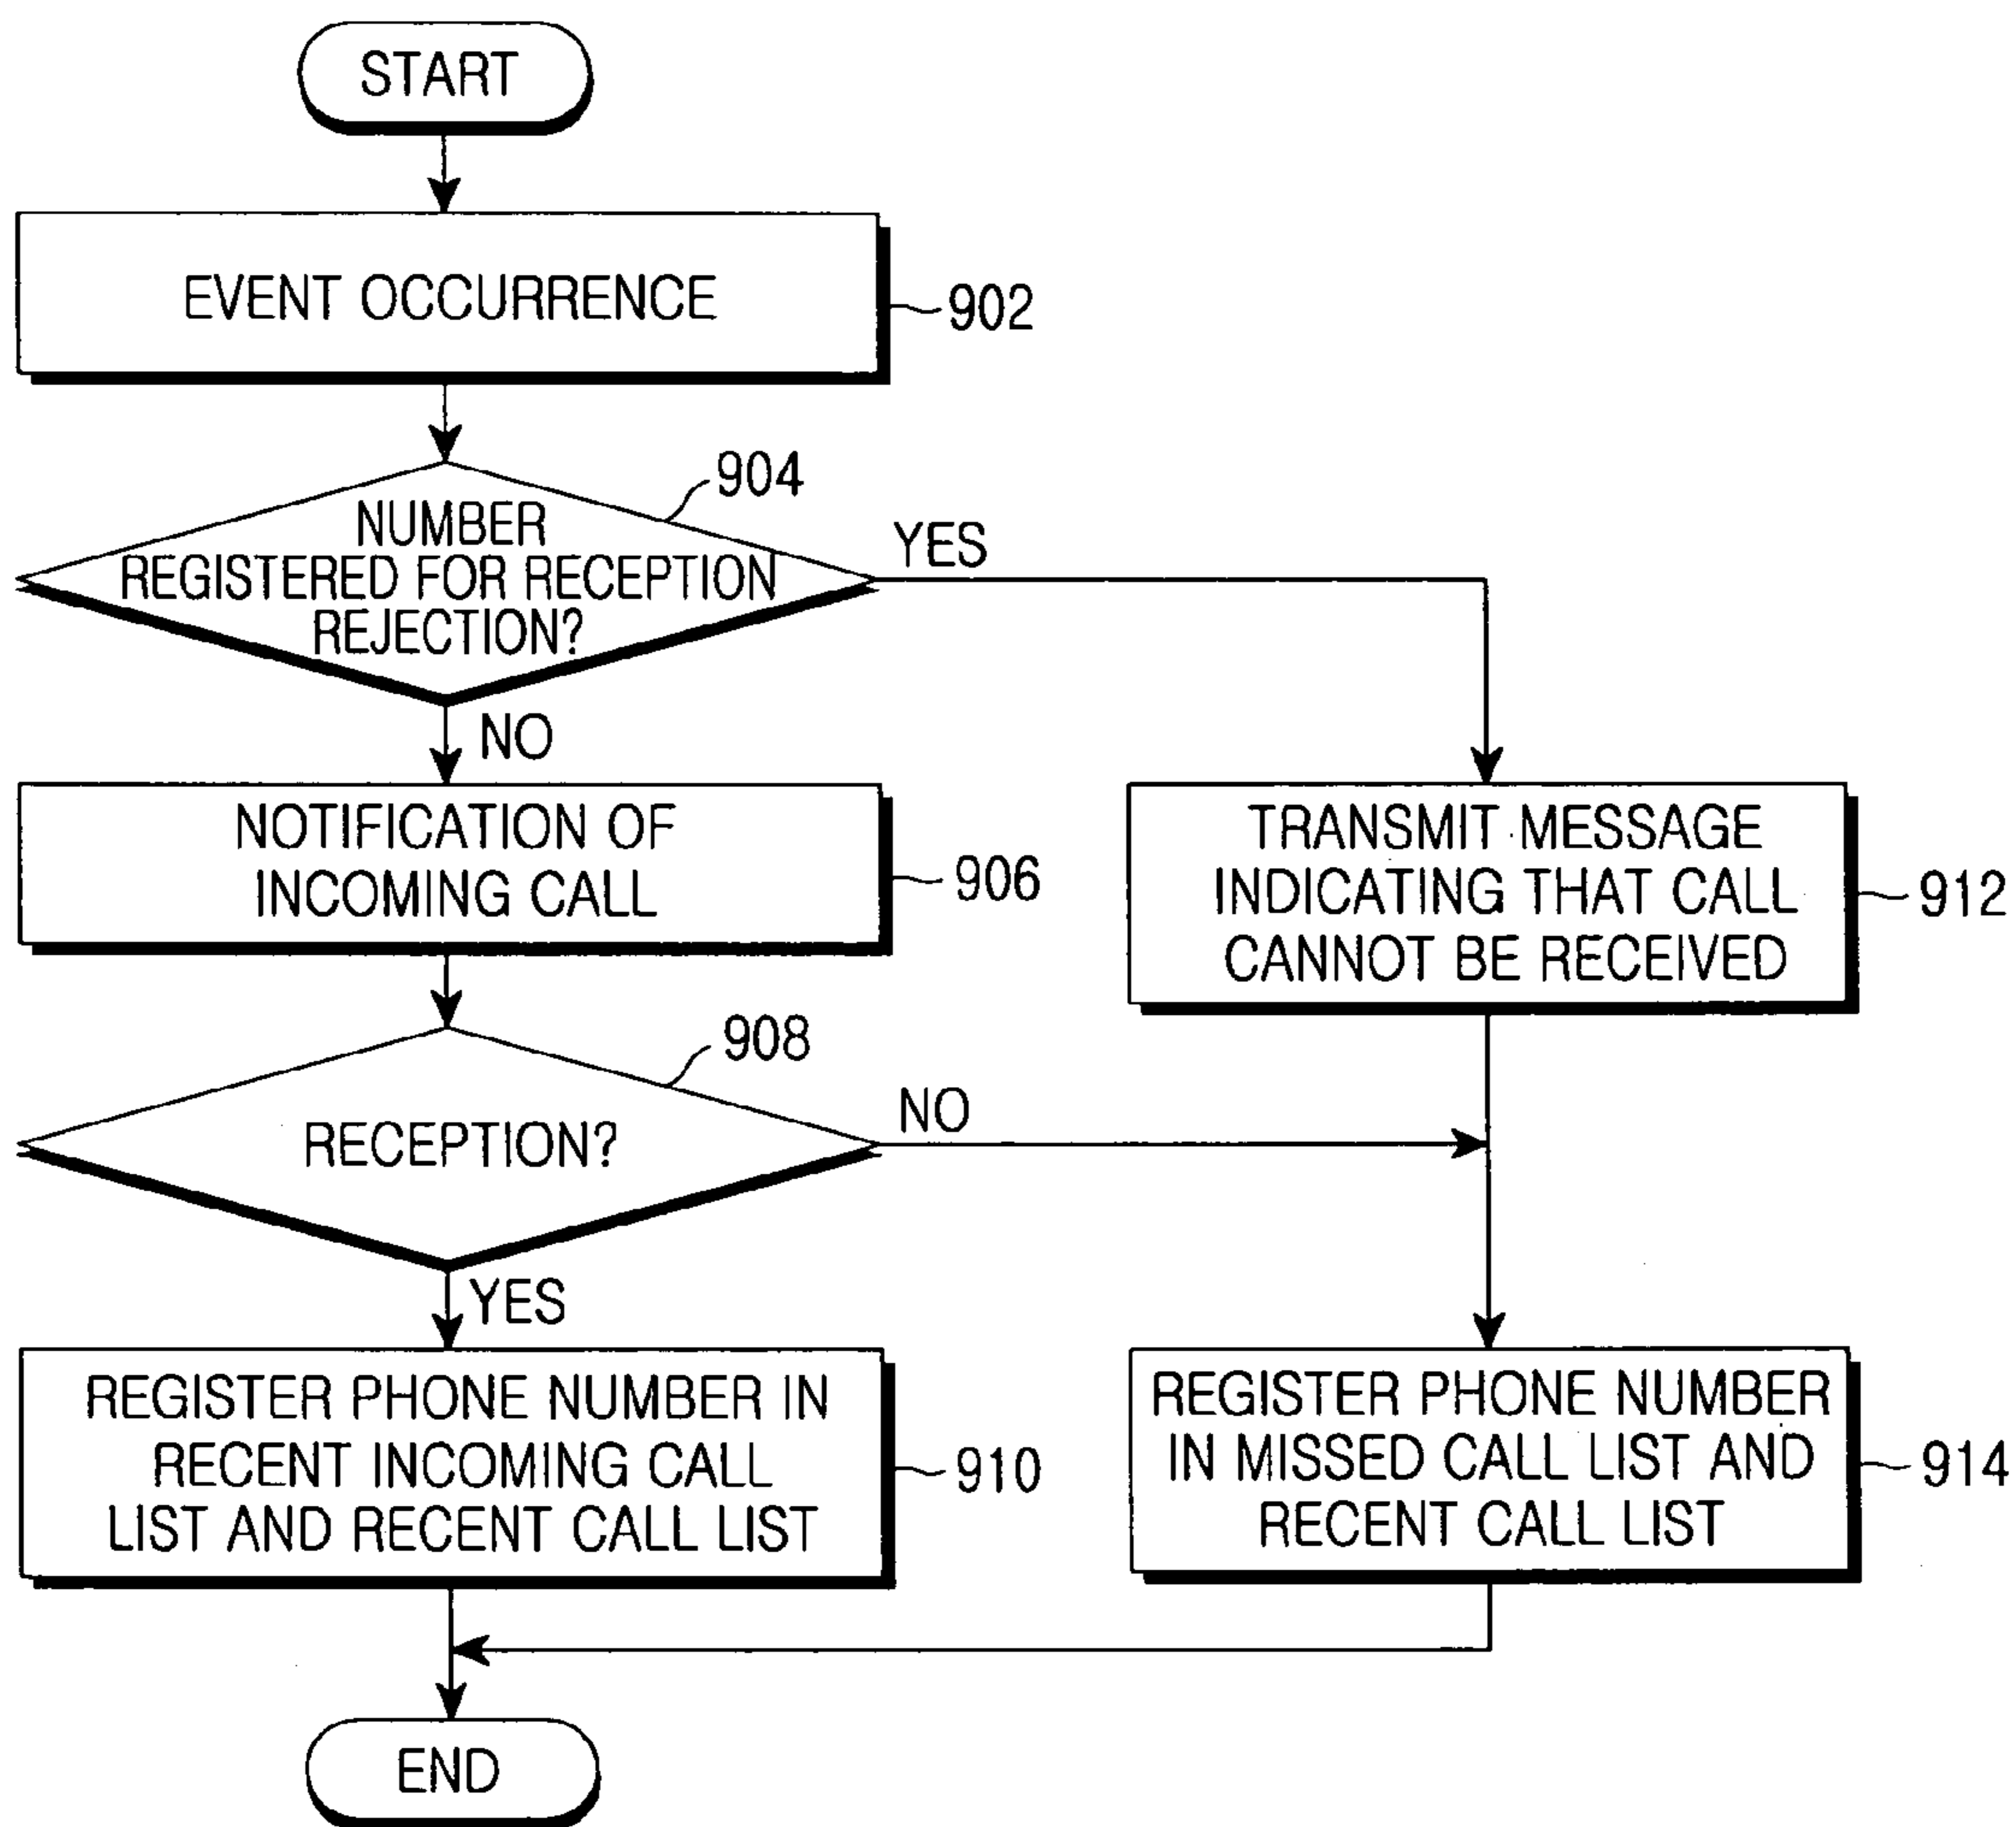 START
EVENT OCCURRENCE
902
904
NUMBER
REGISTERED FOR RECEPTION
REJECTION?
YES
NO
NOTIFICATION OF
INCOMING CALL
906
TRANSMIT MESSAGE
INDICATING THAT CALL
CANNOT BE RECEIVED
912
908
RECEPTION?
NO
YES
REGISTER PHONE NUMBER IN
RECENT INCOMING CALL
LIST AND RECENT CALL LIST
910
REGISTER PHONE NUMBER
IN MISSED CALL LIST AND
RECENT CALL LIST
914
END